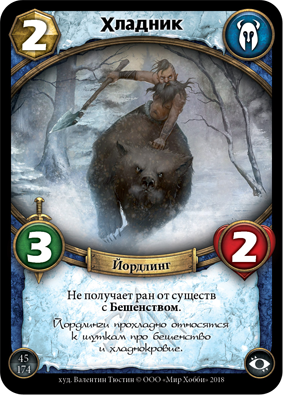 2
Хладник
3
Йордлинг
2
Не получает ран от существ
с Бешенством.
Йордлинги прохладно относятся
к шуткам про бешенство
и хладнокровие.
45
174
худ. Валентин Тюстин © ООО «Мир Хобби» 2018